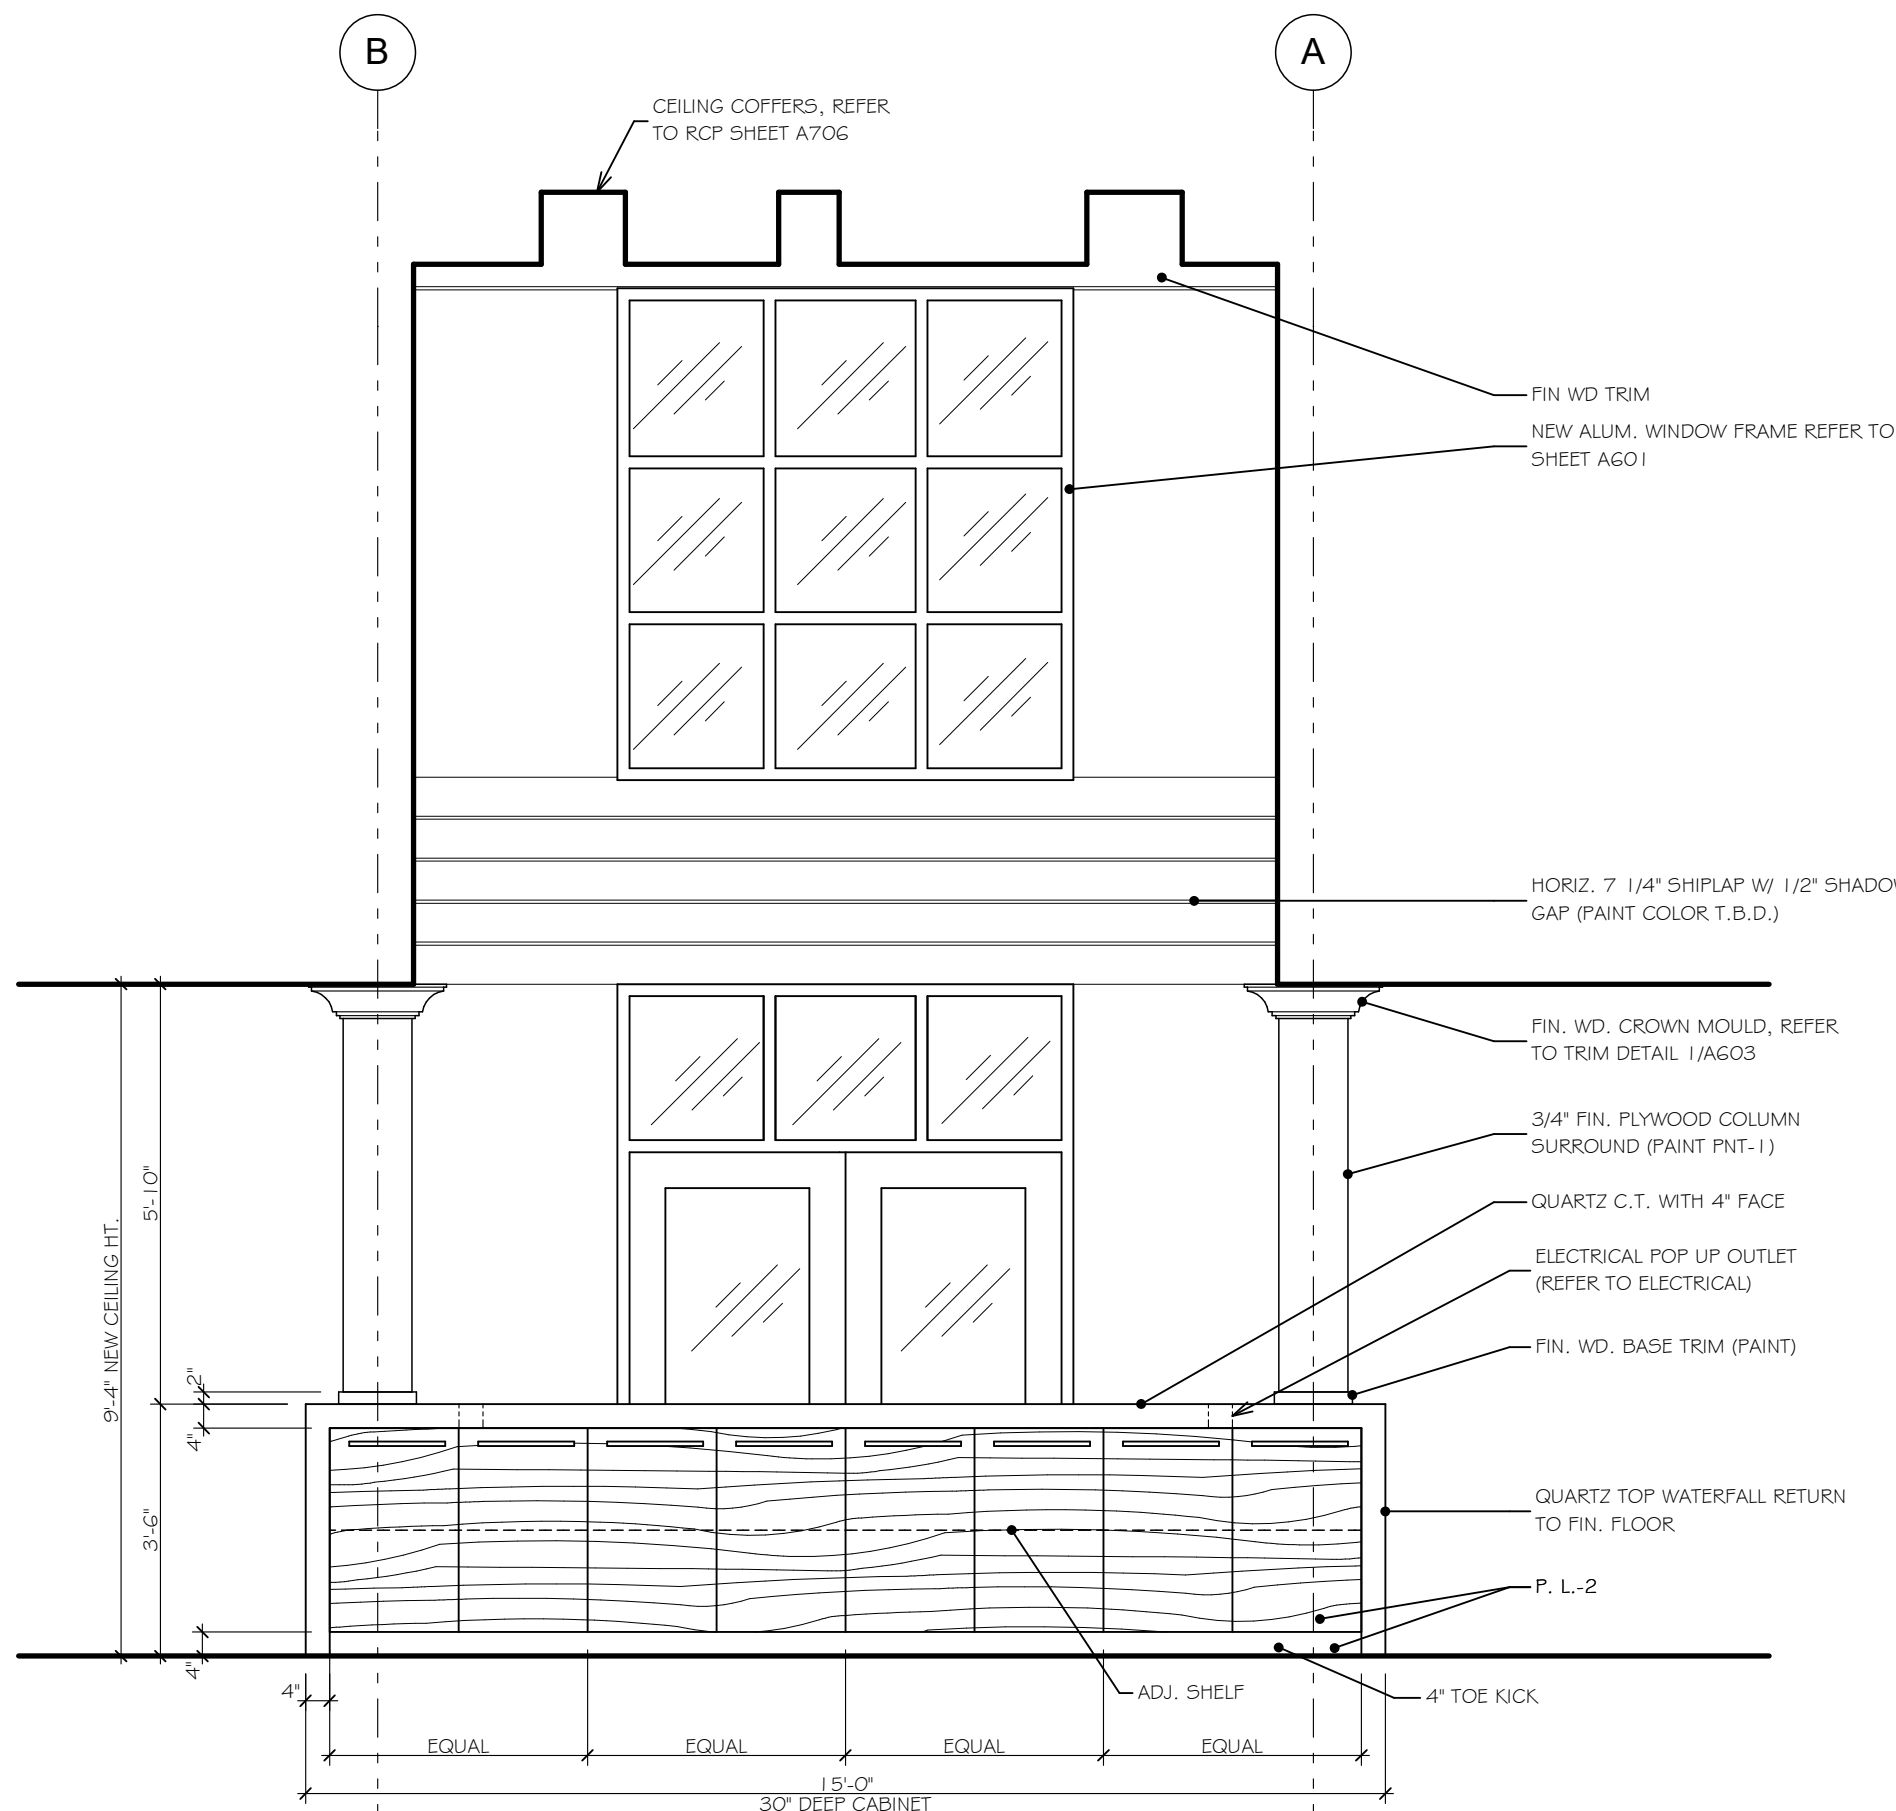 B
A
CEILING COFFERS, REFER
TO RCP SHEET A706
FIN WD TRIM
NEW ALUM. WINDOW FRAME REFER TO
SHEET A601
HORIZ. 7 1/4" SHIPLAP W/ 1/2" SHADOW
GAP (PAINT COLOR T.B.D.)
FIN. WD. CROWN MOULD, REFER
TO TRIM DETAIL 1/A603
3/4" FIN. PLYWOOD COLUMN
SURROUND (PAINT PNT-1)
QUARTZ C.T. WITH 4" FACE
ELECTRICAL POP UP OUTLET
(REFER TO ELECTRICAL)
FIN. WD. BASE TRIM (PAINT)
QUARTZ TOP WATERFALL RETURN
TO FIN. FLOOR
P. L.-2
4" TOE KICK
ADJ. SHELF
9'-4" NEW CEILING HT.
5'-10"
2"
4"
3'-6"
4"
4"
EQUAL
EQUAL
EQUAL
EQUAL
15'-0"
30" DEEP CABINET